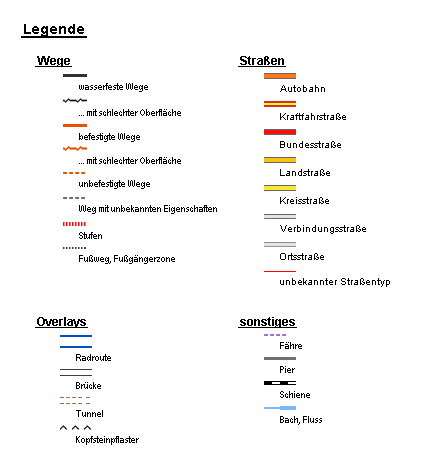 Legende
Wege
wasserfeste Wege
... mit schlechter Oberfläche
befestigte Wege
... mit schlechter Oberfläche
unbefestigte Wege
Weg mit unbekannten Eigenschaften
Stufen
Fußweg, Fußgängerzone
Straßen
Autobahn
Kraftfahrstraße
Bundesstraße
Landstraße
Kreisstraße
Verbindungsstraße
Ortsstraße
unbekannter Straßentyp
Overlays
Radroute
Brücke
Tunnel
Kopfsteinpflaster
sonstiges
Fähre
Pier
Schiene
Bach, Fluss